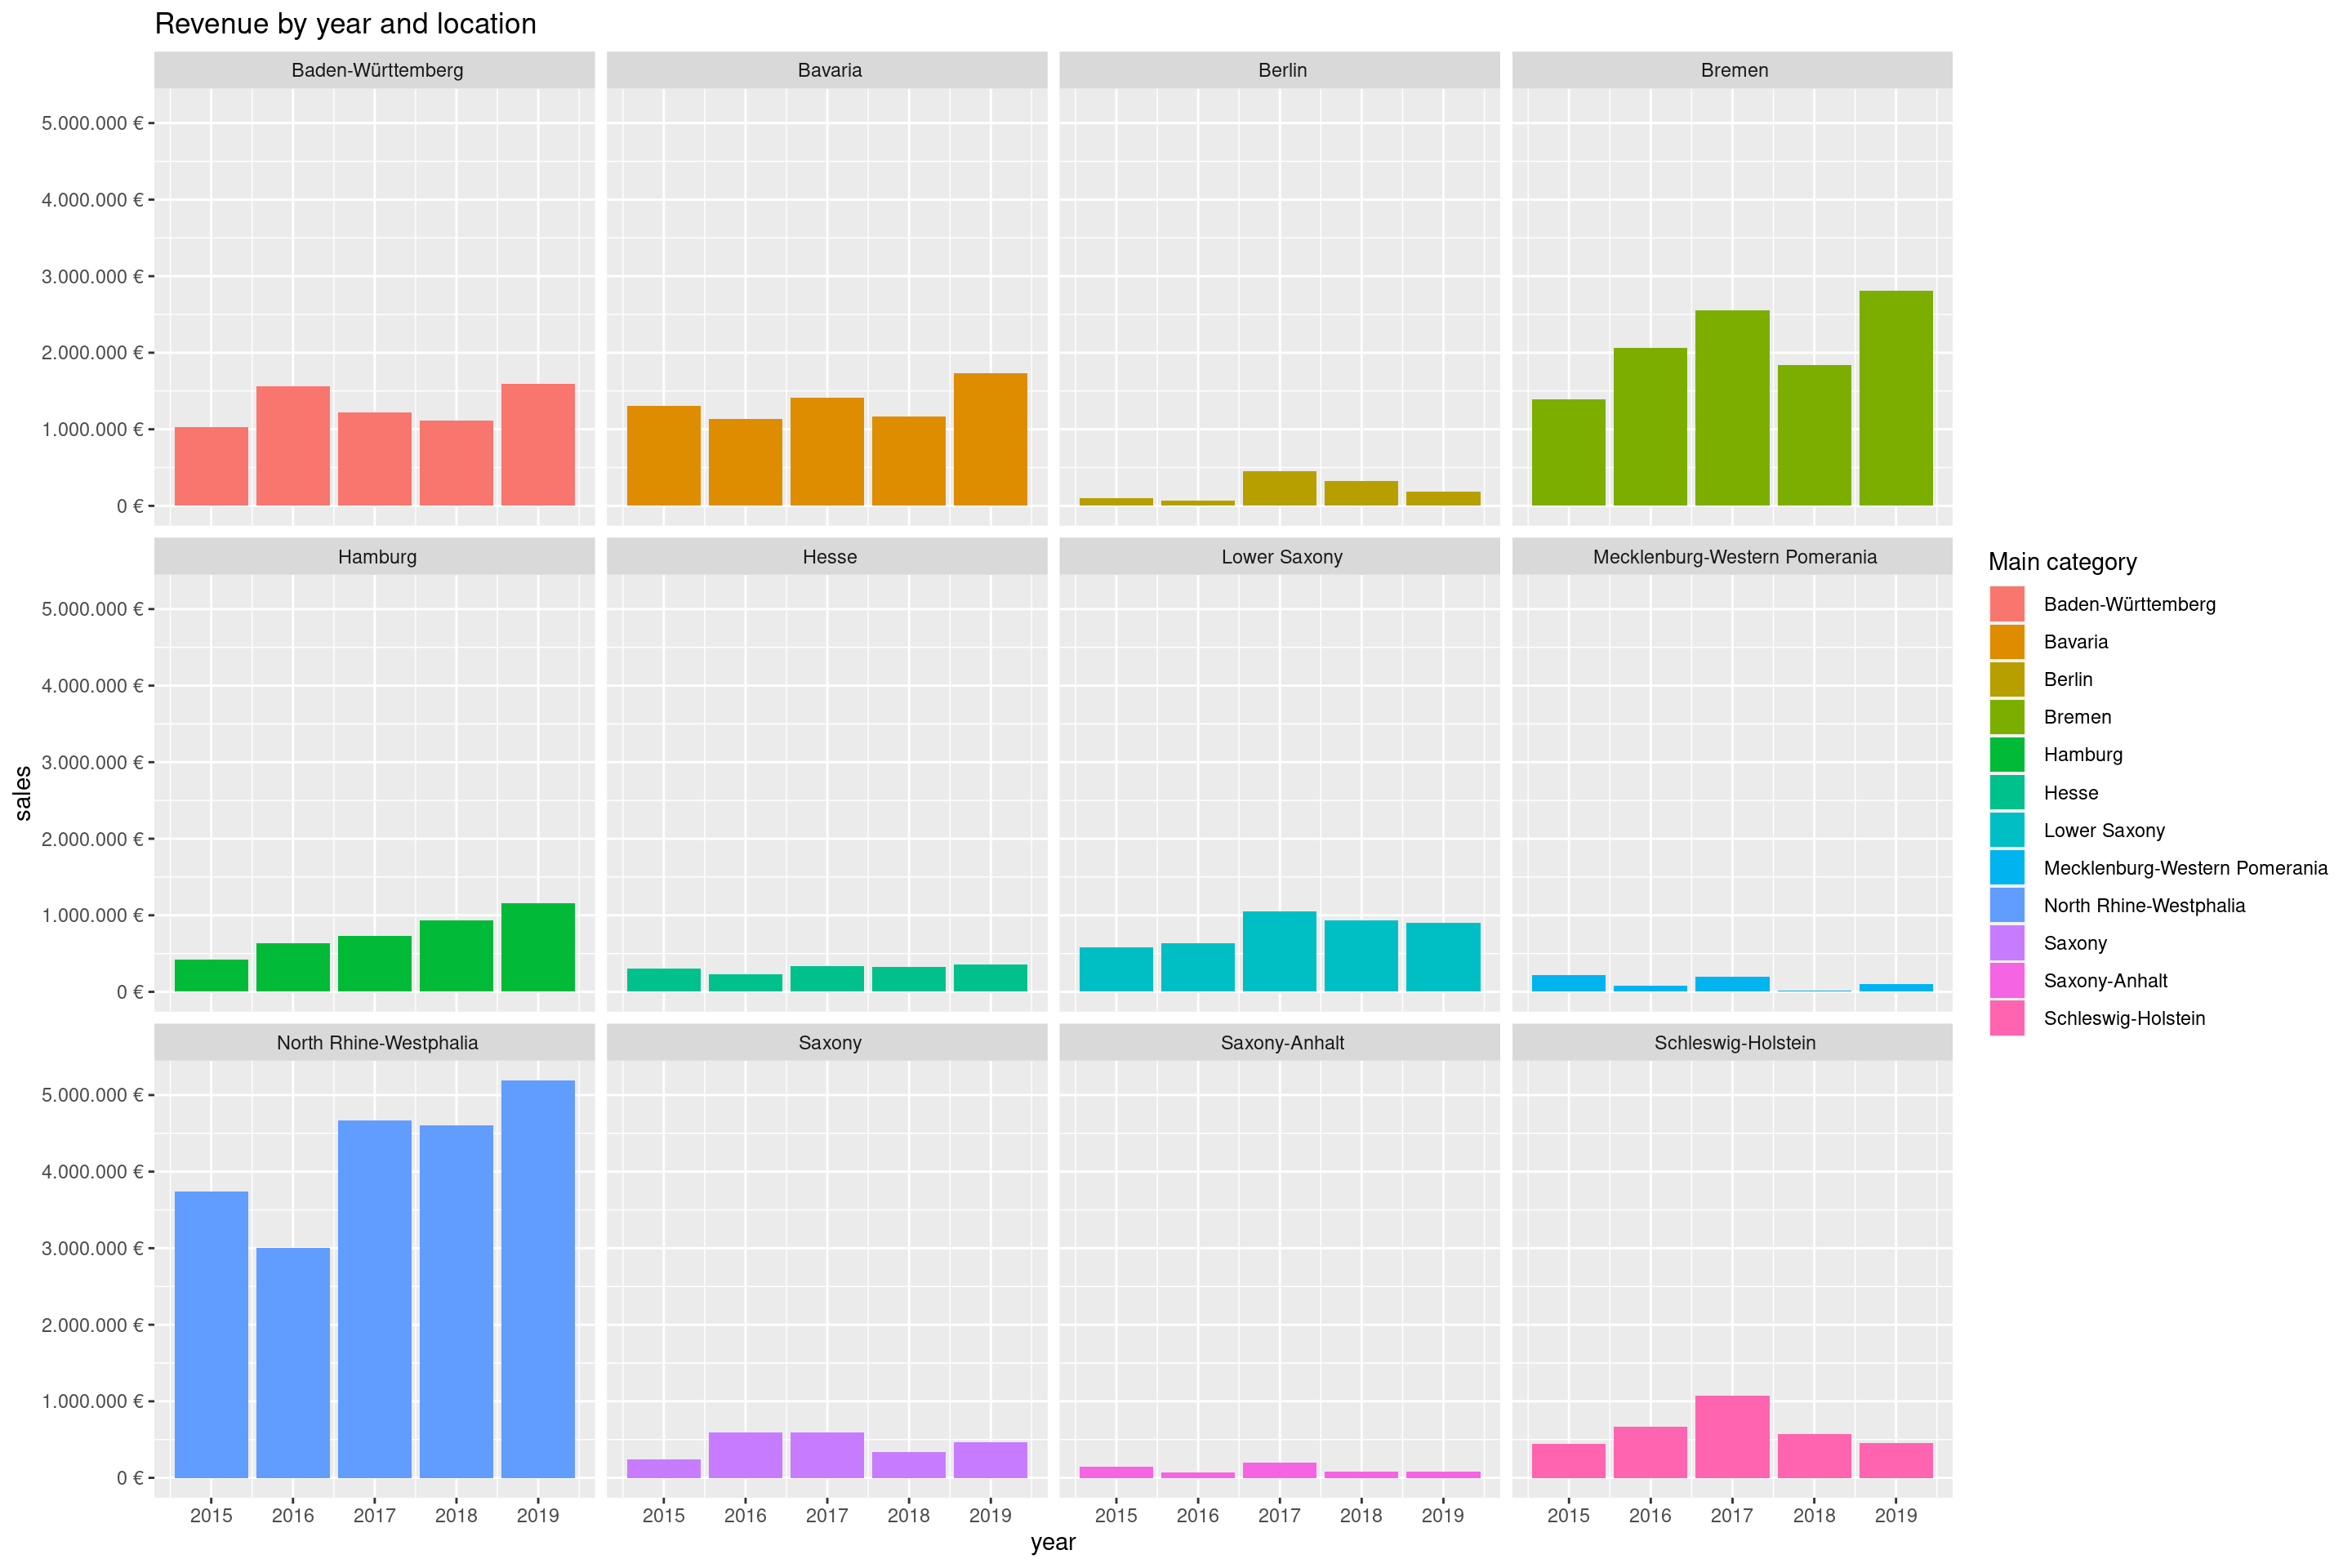 Revenue by year and location
Baden-Württemberg
Bavaria
Berlin
Bremen
5.000.000 €
4.000.000 €
3.000.000 €
2.000.000 €
1.000.000 €
0 €
Hamburg
Hesse
Lower Saxony
Mecklenburg-Western Pomerania
5.000.000 €
4.000.000 €
3.000.000 €
2.000.000 €
1.000.000 €
0 €
North Rhine-Westphalia
Saxony
Saxony-Anhalt
Schleswig-Holstein
5.000.000 €
4.000.000 €
3.000.000 €
2.000.000 €
1.000.000 €
0 €
2015 2016 2017 2018 2019
2015 2016 2017 2018 2019
2015 2016 2017 2018 2019
2015 2016 2017 2018 2019
year
sales
Main category
Baden-Württemberg
Bavaria
Berlin
Bremen
Hamburg
Hesse
Lower Saxony
Mecklenburg-Western Pomerania
North Rhine-Westphalia
Saxony
Saxony-Anhalt
Schleswig-Holstein